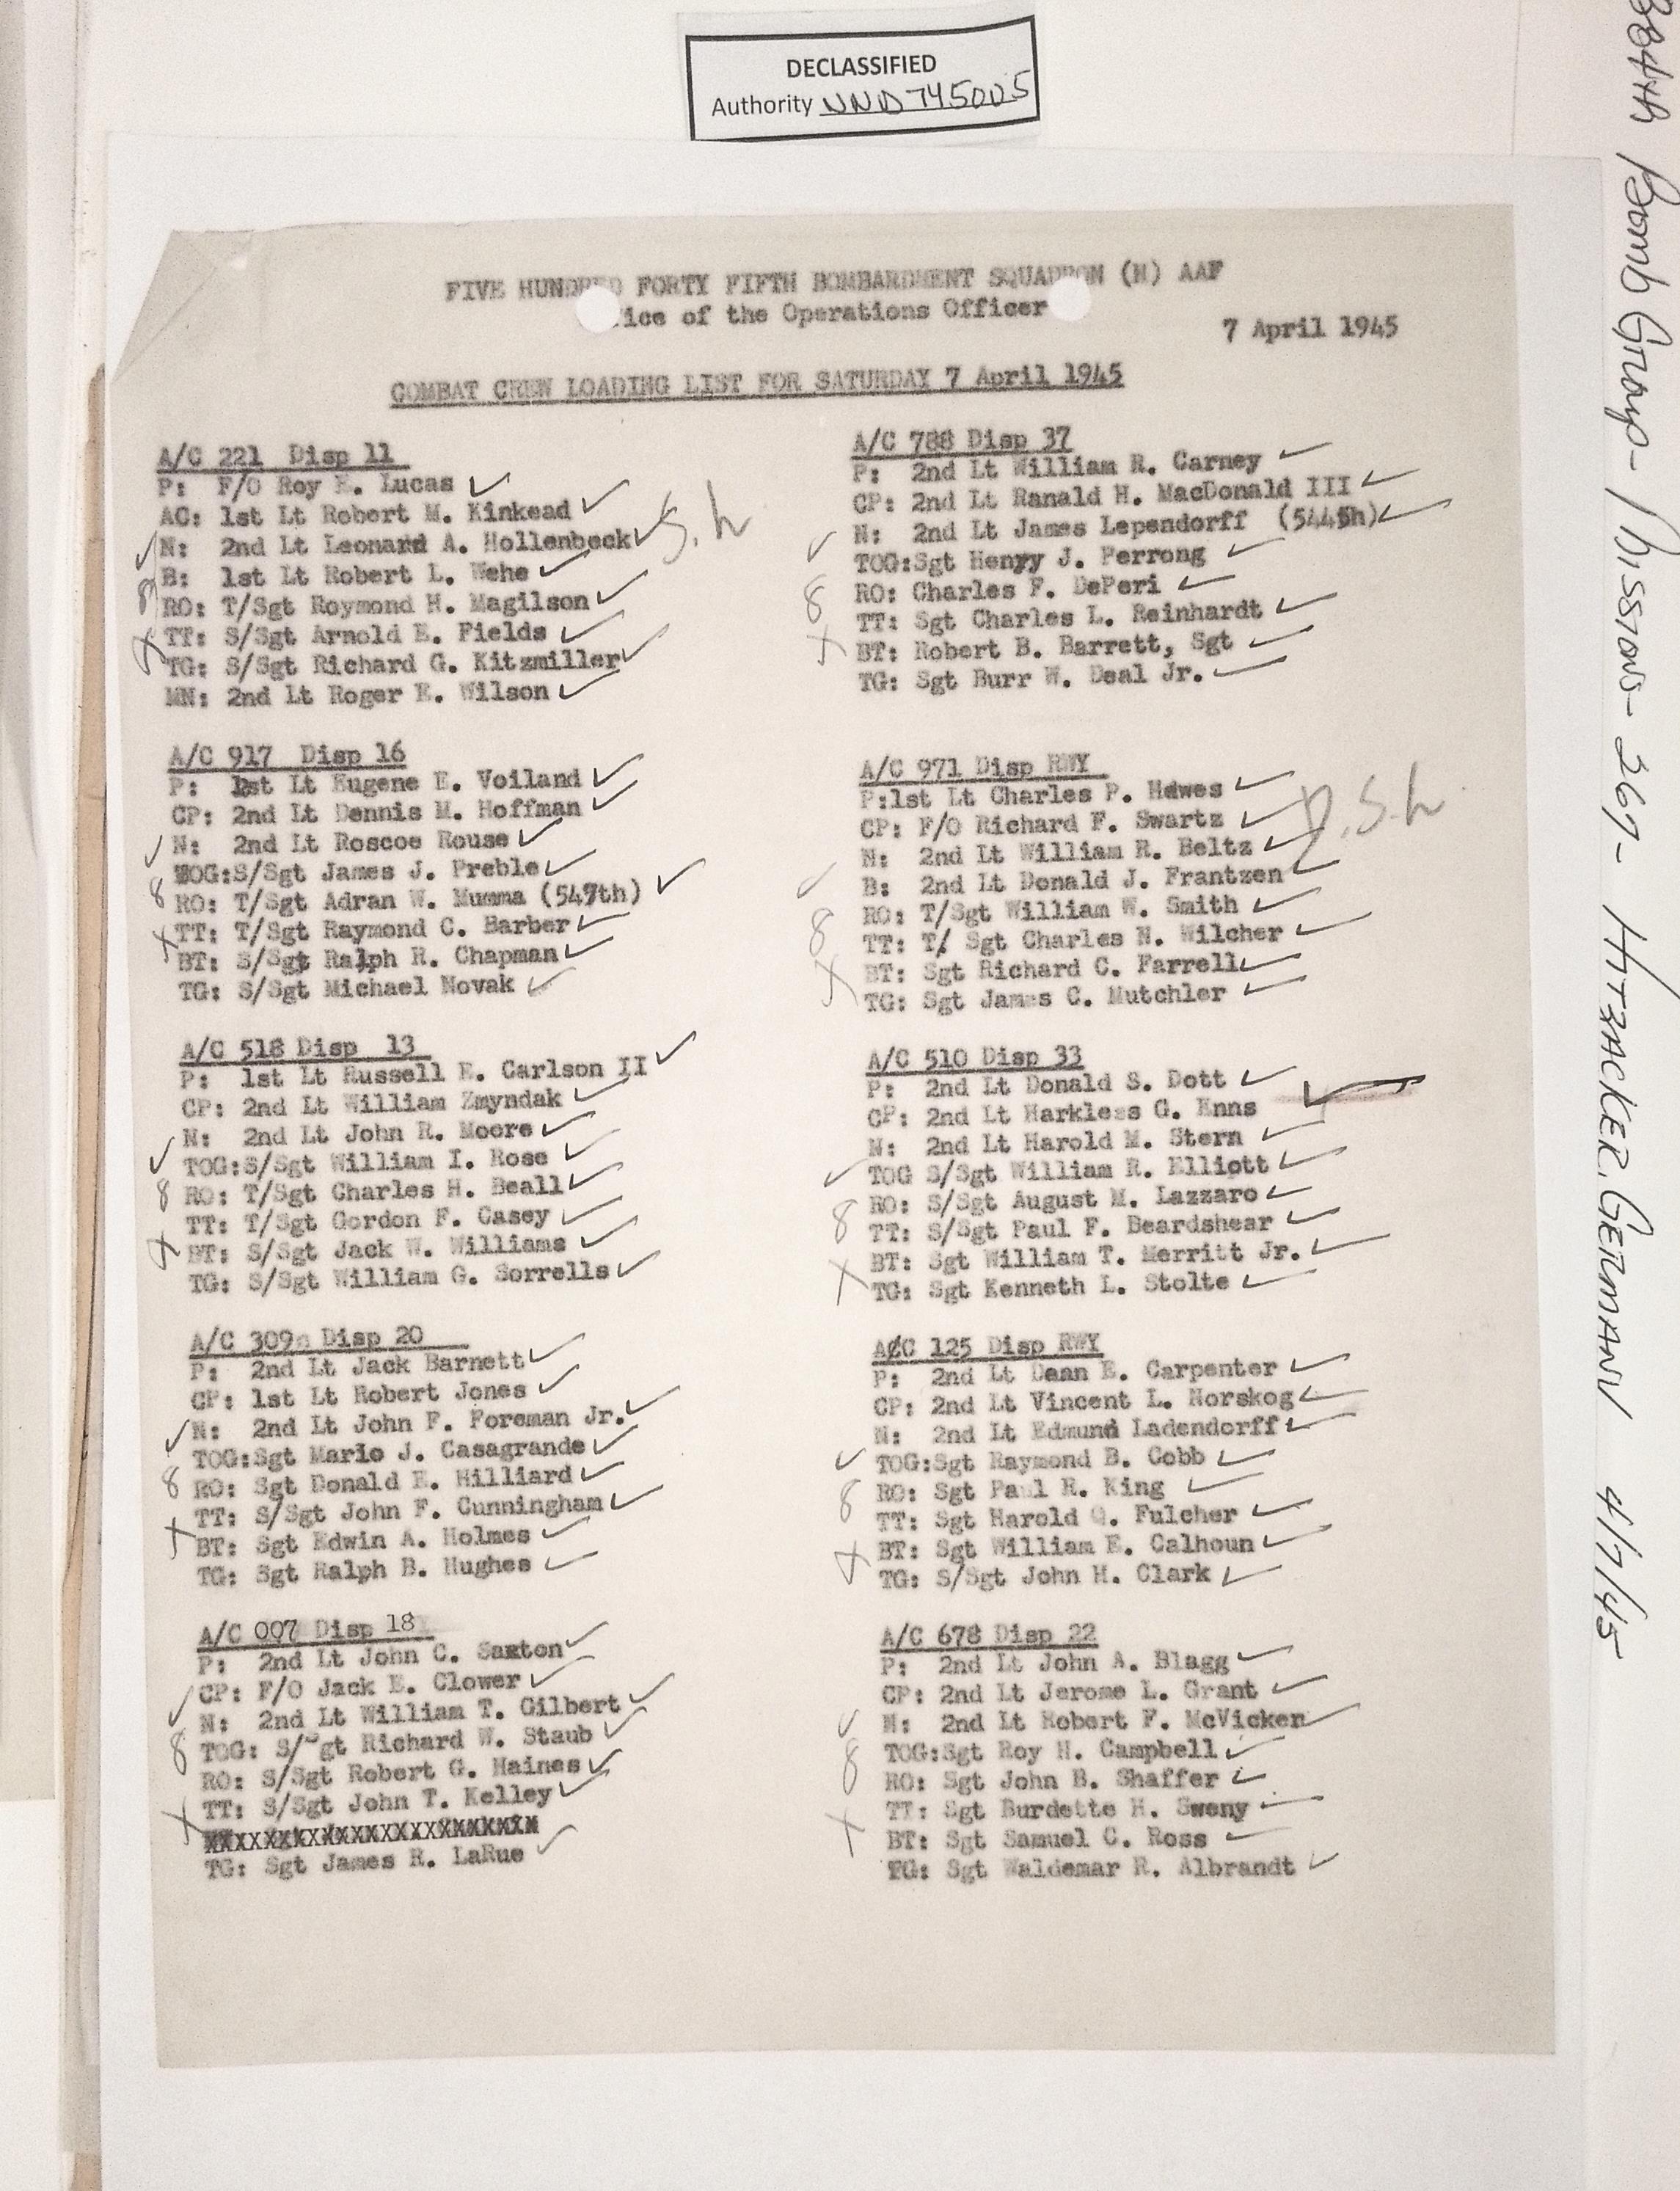 DECLASSIFIED
Authority NND 745005
FIVE HUNDRED FORTY FIFTH BOMBARDMENT SQUADRON (H) AAF
ice of the Operations Officer
7 April 1945
COMBAT CREW LOADING LIST FOR SATURDAY 7 April 1945
A/C 221 Disp 11
P: F/O Roy E. Lucas
AC: 1st Lt Robert M. Kinkead
N: 2nd Lt Leonard A. Hollenbeck
B: 1st Lt Robert L. Wehe
RO: T/Sgt Roymond H. Magilson
TT: S/Sgt Arnold E. Fields
TG: S/Sgt Richard G. Kitzmiller
MN: 2nd Lt Roger E. Wilson
A/C 917 Disp 16
P: 1st Lt Eugene E. Voiland
CP: 2nd Lt Dennis M. Hoffman
N: 2nd Lt Roscoe Rouse
TOG:S/Sgt James J. Preble
RO: T/Sgt Adran W. Mumma (547th)
TT: T/Sgt Raymond C. Barber
BT: S/Sgt Ralph R. Chapman
TG: S/Sgt Michael Novak
A/C 518 Disp 13
P: 1st Lt Russell E. Carlson II
CP: 2nd Lt William Zmyndak
N: 2nd Lt John R. Moore
TOG:S/Sgt William I. Rose
RO: T/Sgt Charles H. Beall
TT: T/Sgt Gordon F. Casey
BT: S/Sgt Jack W. Williams
TG: S/Sgt William G. Sorrells
A/C 309 Disp 20
P: 2nd Lt Jack Barnett
CP: 1st Lt Robert Jones
N: 2nd Lt John F. Foreman Jr.
TOG:Sgt Mario J. Casagrande
RO: Sgt Donald E. Hilliard
TT: S/Sgt John F. Cunningham
BT: Sgt Edwin A. Holmes
TG: Sgt Ralph B. Hughes
A/C 007 Disp 18
P: 2nd Lt John C. Saxton
CP: F/O Jack E. Clower
N: 2nd Lt William T. Gilbert
TOG: S/Sgt Richard W. Staub
RO: S/Sgt Robert G. Haines
TT: S/Sgt John T. Kelley
TG: Sgt James R. LaRue
A/C 788 Disp 37
P: 2nd Lt William R. Carney
CP: 2nd Lt Ranald H. MacDonald III
N: 2nd Lt James Lependorff (544th)
TOG:Sgt Henyy J. Perrong
RO: Charles F. DePeri
TT: Sgt Charles L. Reinhardt
BT: Robert B. Barrett, Sgt
TG: Sgt Burr W. Deal Jr.
A/C 971 Disp RWY
P:1st Lt Charles P. Hawes
CP: F/O Richard F. Swartz
N: 2nd Lt William R. Beltz
B: 2nd Lt Donald J. Frantzen
RO: T/Sgt William W. Smith
TT: T/ Sgt Charles N. Wilcher
BT: Sgt Richard C. Farrell
TG: Sgt James C. Mutchler
A/C 510 Disp 33
P: 2nd Lt Donald S. Dott
CP: 2nd Lt Harkless G. Enns
N: 2nd Lt Harold M. Stern
TOG S/Sgt William R. Elliott
RO: S/Sgt August M. Lazzaro
TT: S/Sgt Paul F. Beardshear
BT: Sgt William T. Merritt Jr.
TG: Sgt Kenneth L. Stolte
A/C 125 Disp RWY
P: 2nd Lt Dean E. Carpenter
CP: 2nd Lt Vincent L. Norskog
N: 2nd Lt Edmund Ladendorff
TOG:Sgt Raymond B. Cobb
RO: Sgt Paul R. King
TT: Sgt Harold Q. Fulcher
BT: Sgt William E. Calhoun
TG: S/Sgt John H. Clark
A/C 678 Disp 22
P: 2nd Lt John A. Blagg
CP: 2nd Lt Jerome L. Grant
N: 2nd Lt Robert F. McVicker
TOG:Sgt Roy H. Campbell
RO: Sgt John B. Shaffer
TT: Sgt Burdette H. Sweny
BT: Sgt Samuel C. Ross
TG: Sgt Waldemar R. Albrandt
384th Bomb Group - Missions - 267 - HITZACKER, GERMANY 4/7/45